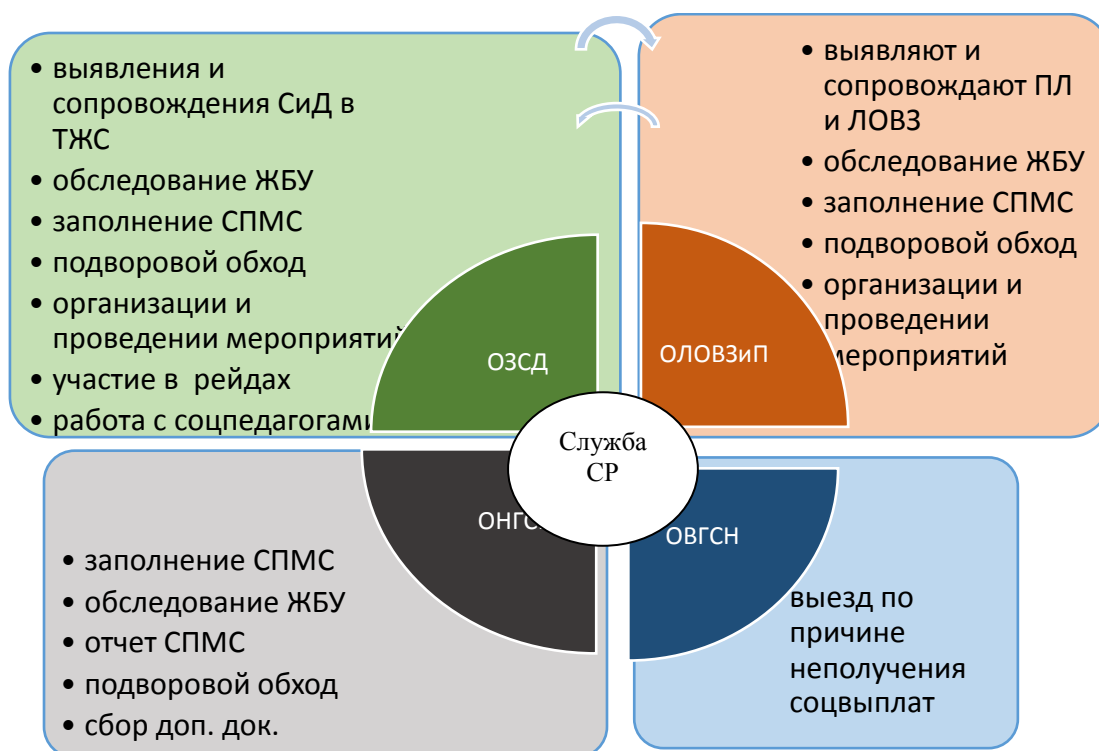 • выявления и
сопровождения СиД в
ТЖС
• обследование ЖБУ
• заполнение СПМС
• подворовой обход
• организации и
проведении мероприятий
• участие в рейдах
• работа с соцпедагогами
• выявляют и
сопровождают ПЛ
и ЛОВЗ
• обследование ЖБУ
• заполнение СПМС
• подворовой обход
• организации и
проведении
мероприятий
ОЗСД
ОЛОВЗиП
Служба
СР
ОВГСН
• заполнение СПМС
• обследование ЖБУ
• отчет СПМС
• подворовой обход
• сбор доп. док.
выезд по
причине
неполучения
соцвыплат